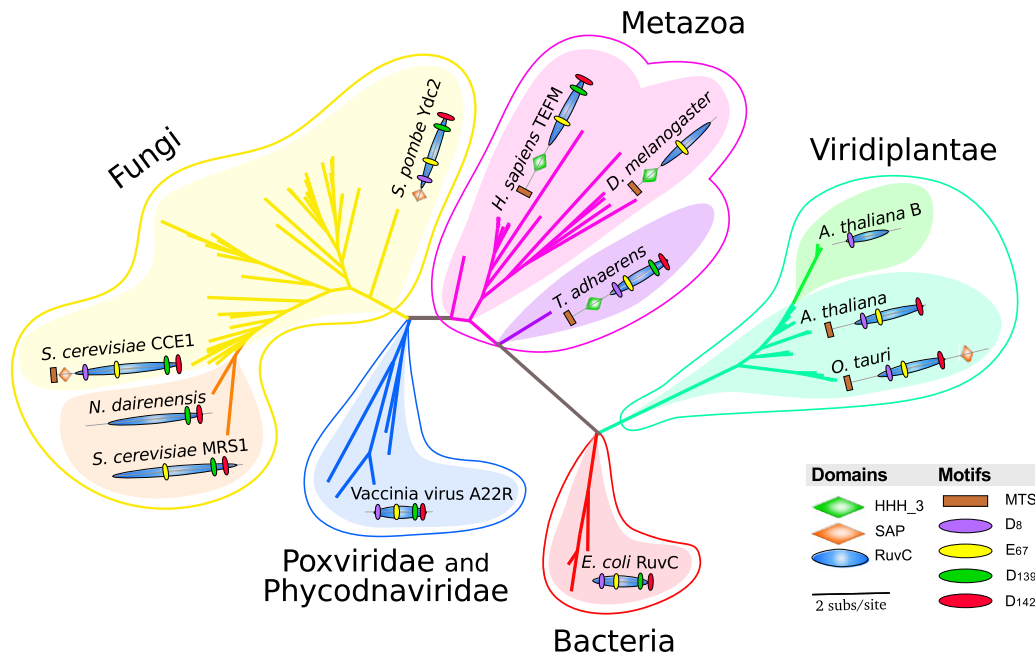 Metazoa
Fungi
Viridiplantae
S. pombe Ydc2
H. sapiens TEFM
D. melanogaster
T. adhaerens
A. thaliana B
A. thaliana
O. tauri
S. cerevisiae CCE1
N. dairenensis
S. cerevisiae MRS1
Vaccinia virus A22R
E. coli RuvC
Poxviridae and
Phycodnaviridae
Bacteria
Domains
HHH_3
SAP
RuvC
2 subs/site
Motifs
MTS
D8
E67
D139
D142